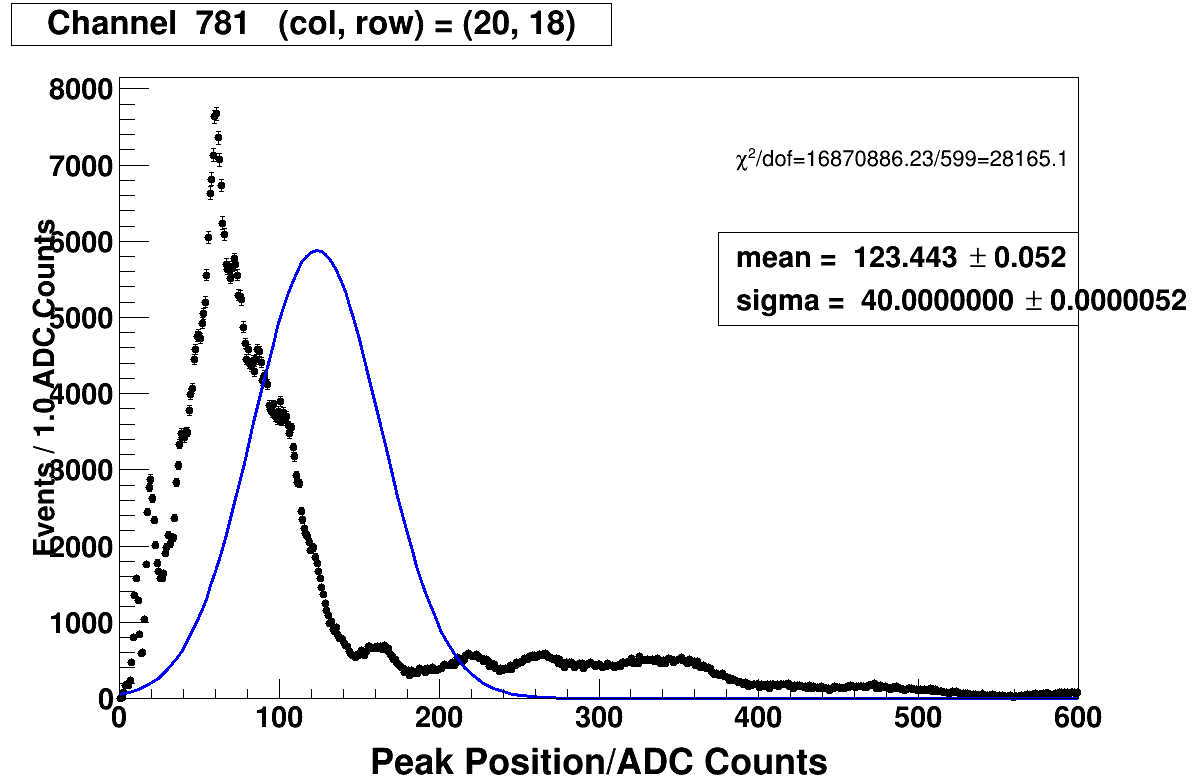 Channel 781 (col, row) = (20, 18)
8000
7000
6000
5000
4000
3000
2000
1000
0
Events / 1.0 ADC Counts
χ²/dof=16870886.23/599=28165.1
mean = 123.443 ± 0.052
sigma = 40.0000000 ± 0.0000052
0 100 200 300 400 500 600
Peak Position/ADC Counts